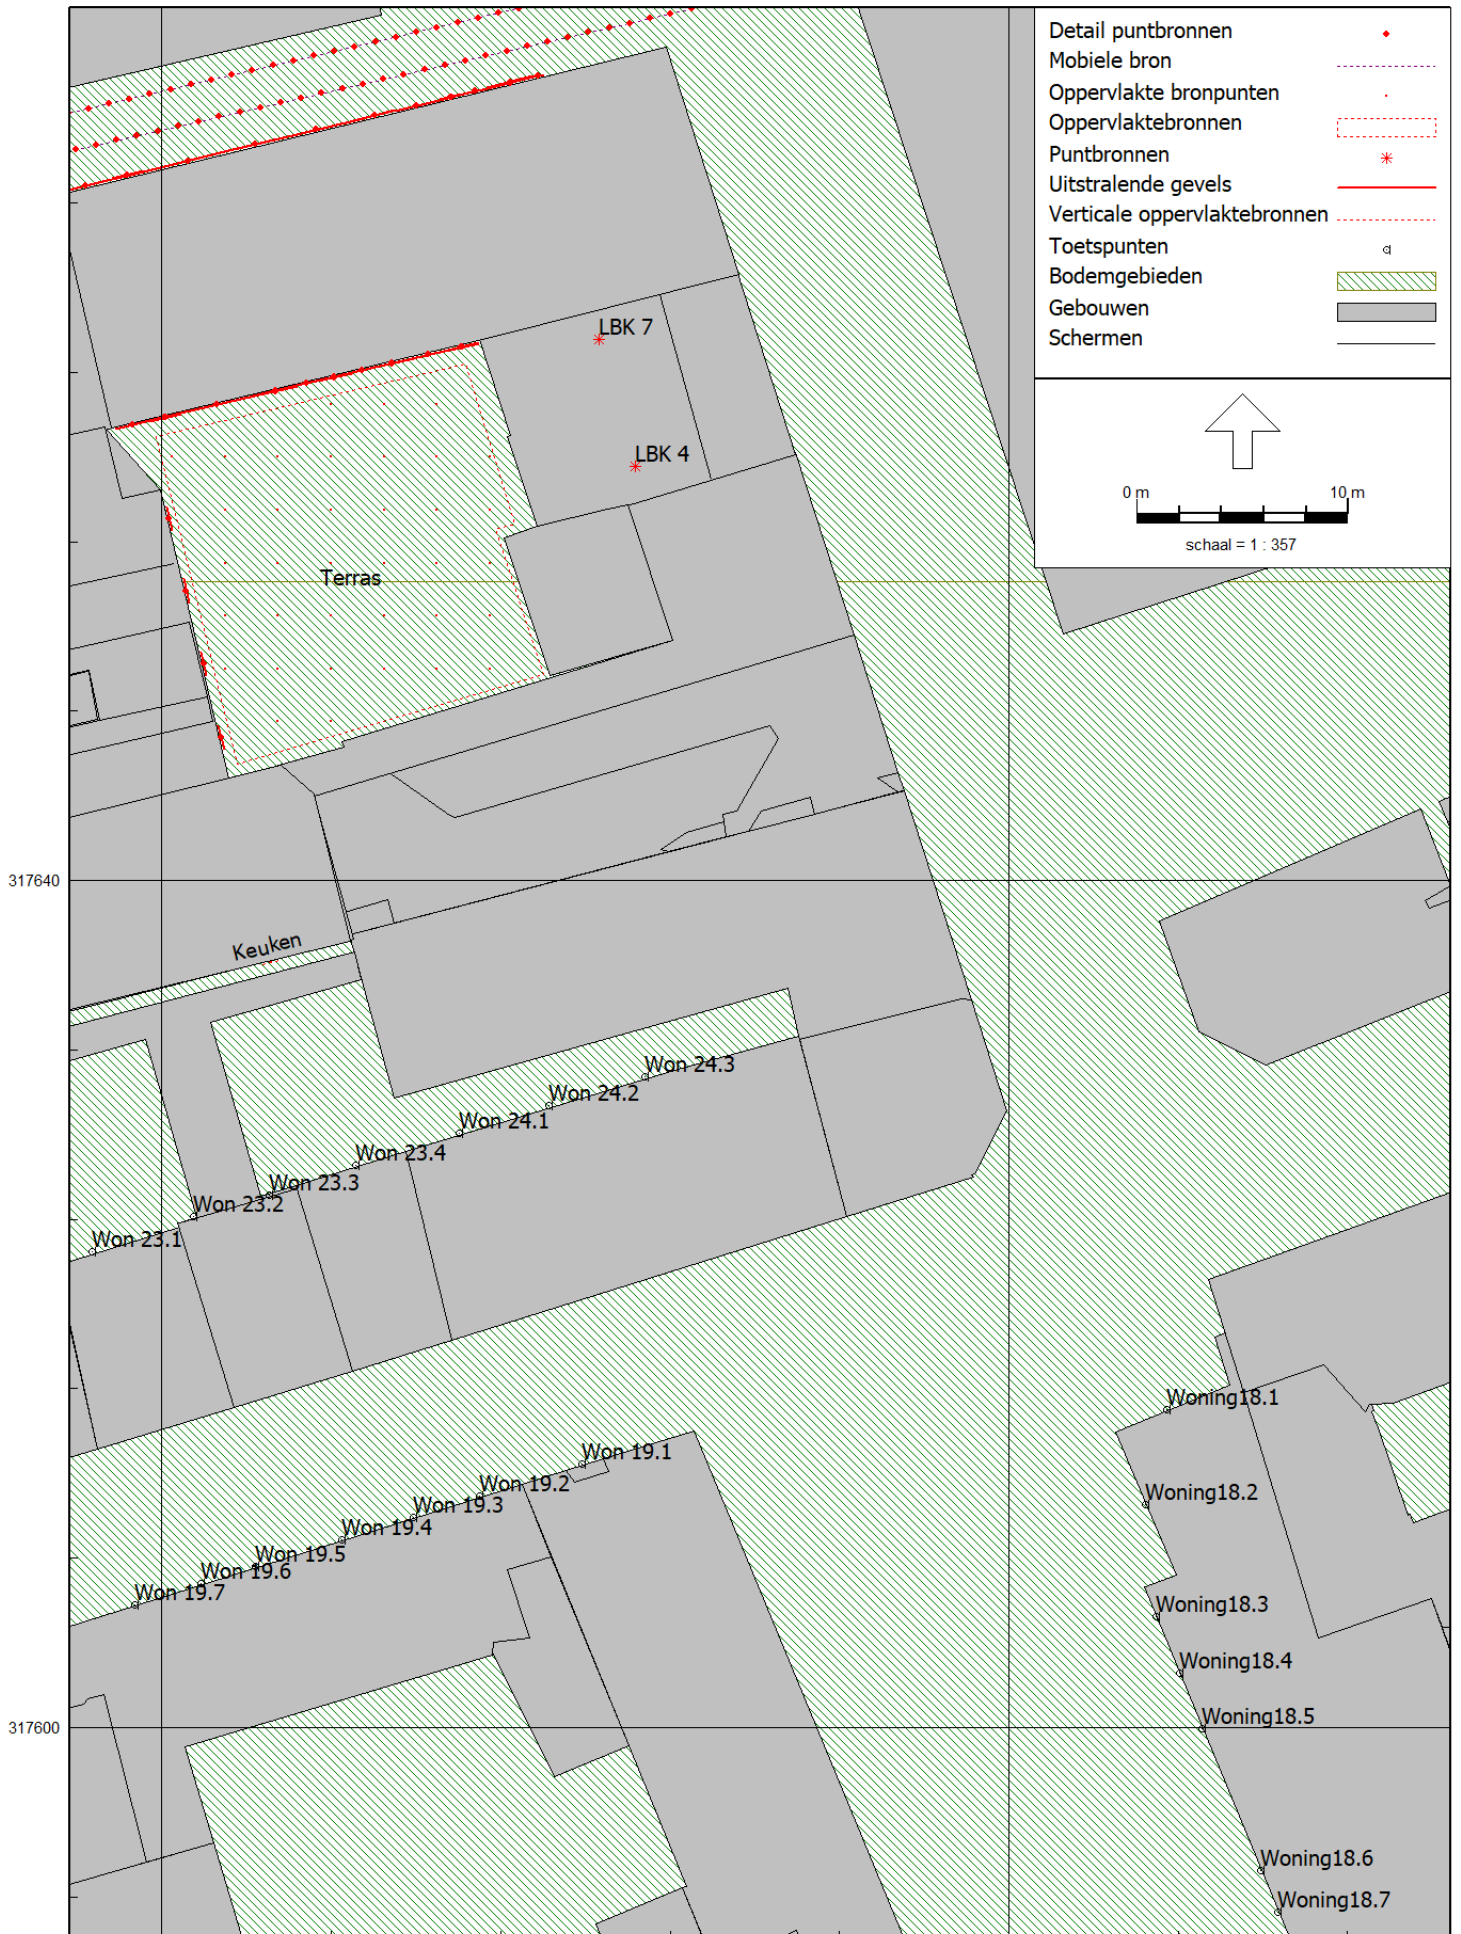 Detail puntbronnen
Mobiele bron
Oppervlakte bronpunten
Oppervlaktebronnen
Puntbronnen
Uitstralende gevels
Verticale oppervlaktebronnen
Toetspunten
Bodemgebieden
Gebouwen
Schermen
0 m 10 m
schaal = 1 : 357
LBK 7
LBK 4
Terras
317640
Keuken
Won 24.3
Won 24.2
Won 24.1
Won 23.4
Won 23.3
Won 23.2
Won 23.1
Woning18.1
Won 19.1
Won 19.2
Woning18.2
Won 19.3
Won 19.4
Won 19.5
Won 19.6
Won 19.7
Woning18.3
Woning18.4
Woning18.5
317600
Woning18.6
Woning18.7